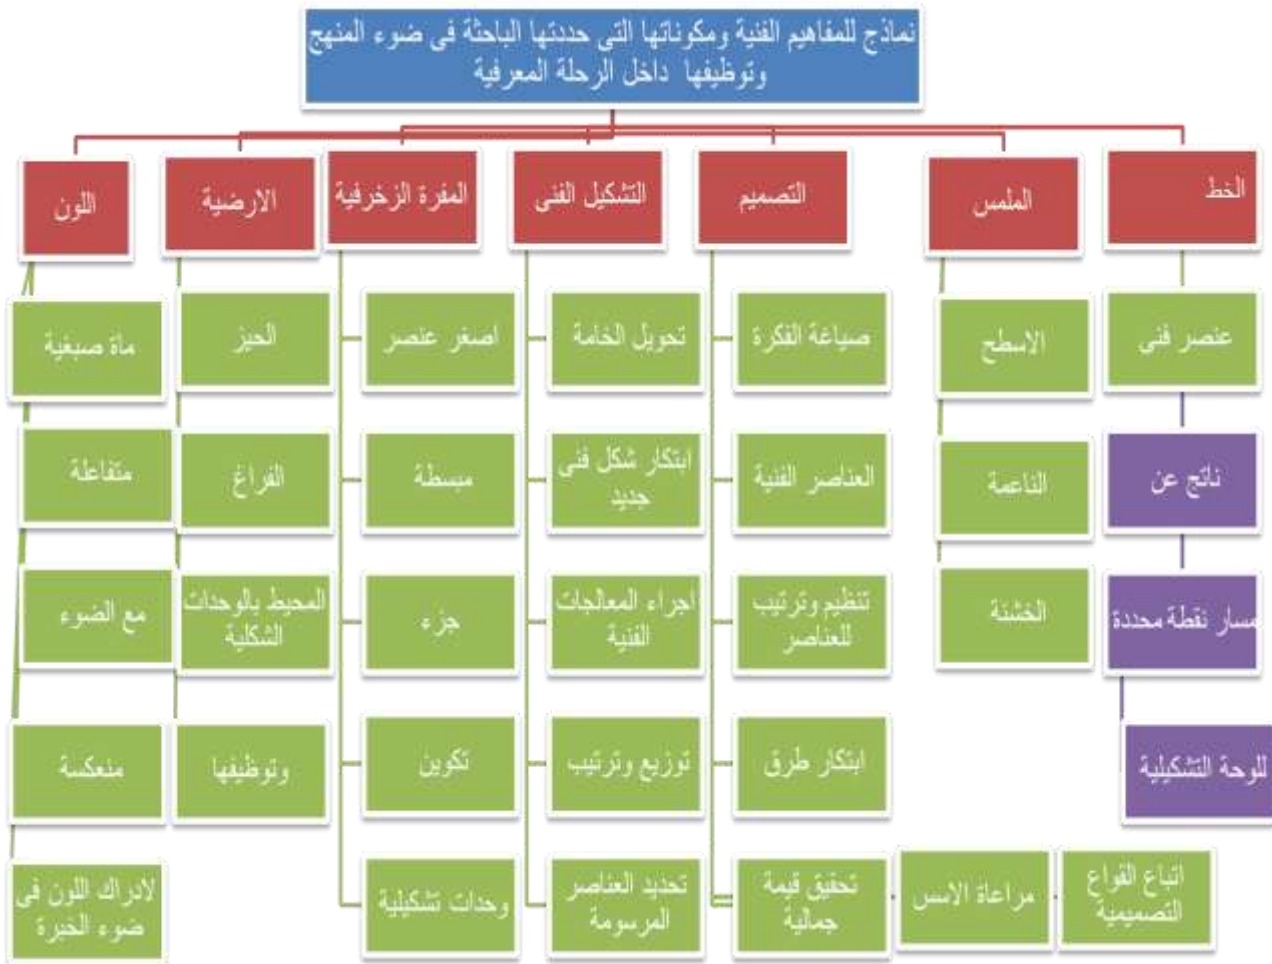 نماذج للمفاهيم الفنية ومكوناتها التى حددتها الباحثة فى ضوء المنهج
وتوظيفها داخل الرحلة المعرفية
الخط
عنصر فنى
ناتج عن
مسار نقطة محددة
للوحة التشكيلية
الملمس
الاسطح
الناعمة
الخشنة
التصميم
صياغة الفكرة
العناصر الفنية
تنظيم وترتيب
للعناصر
ابتكار طرق
تحقيق قيمة
جمالية
مراعاة الاسس
اتباع القواع
التصميمية
التشكيل الفنى
تحويل الخامة
ابتكار شكل فنى
جديد
اجراء المعالجات
الفنية
توزيع وترتيب
تحديد العناصر
المرسومة
المفرة الزخرفية
اصغر عنصر
مبسطة
جزء
تكوين
وحدات تشكيلية
الارضية
الحيز
الفراغ
المحيط بالوحدات
الشكلية
وتوظيفها
اللون
ماة صبغية
متفاعلة
مع الضوء
منعكسة
لادراك اللون فى
ضوء الخبرة